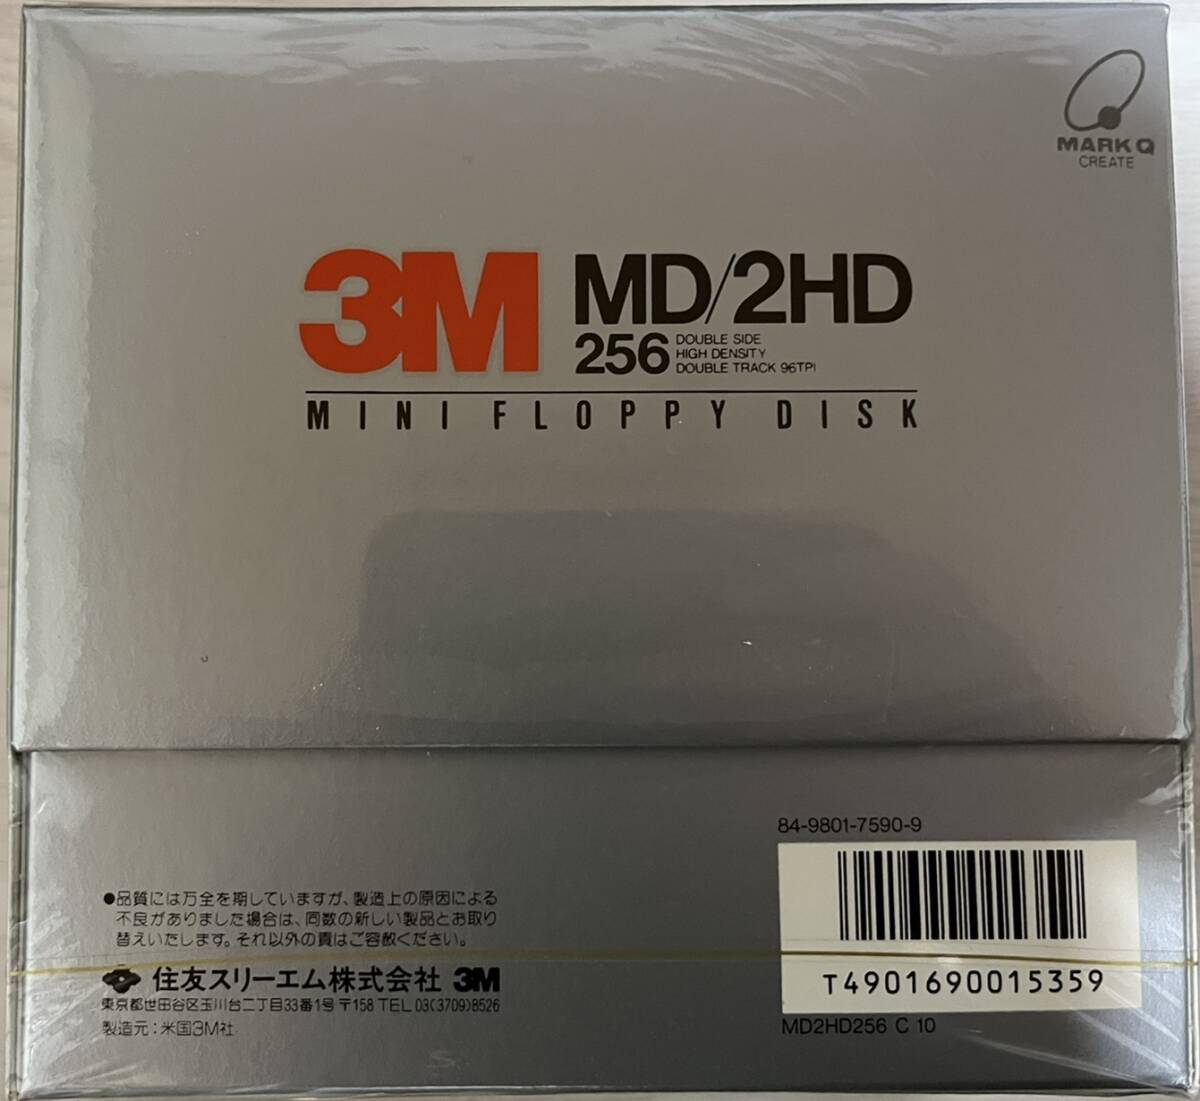 MARK Q
CREATE
3M MD/2HD
256 DOUBLE SIDE
HIGH DENSITY
DOUBLE TRACK 96TPI
MINI FLOPPY DISK
84-9801-7590-9
T4901690015359
MD2HD256 C 10
●品質には万全を期していますが、製造上の原因による
不良がありました場合は、同数の新しい製品とお取り
替えいたします。それ以外の責はご容赦ください。
住友スリーエム株式会社 3M
東京都世田谷区玉川台二丁目33番1号〒158 TEL 03(3709)8526
製造元:米国3M社